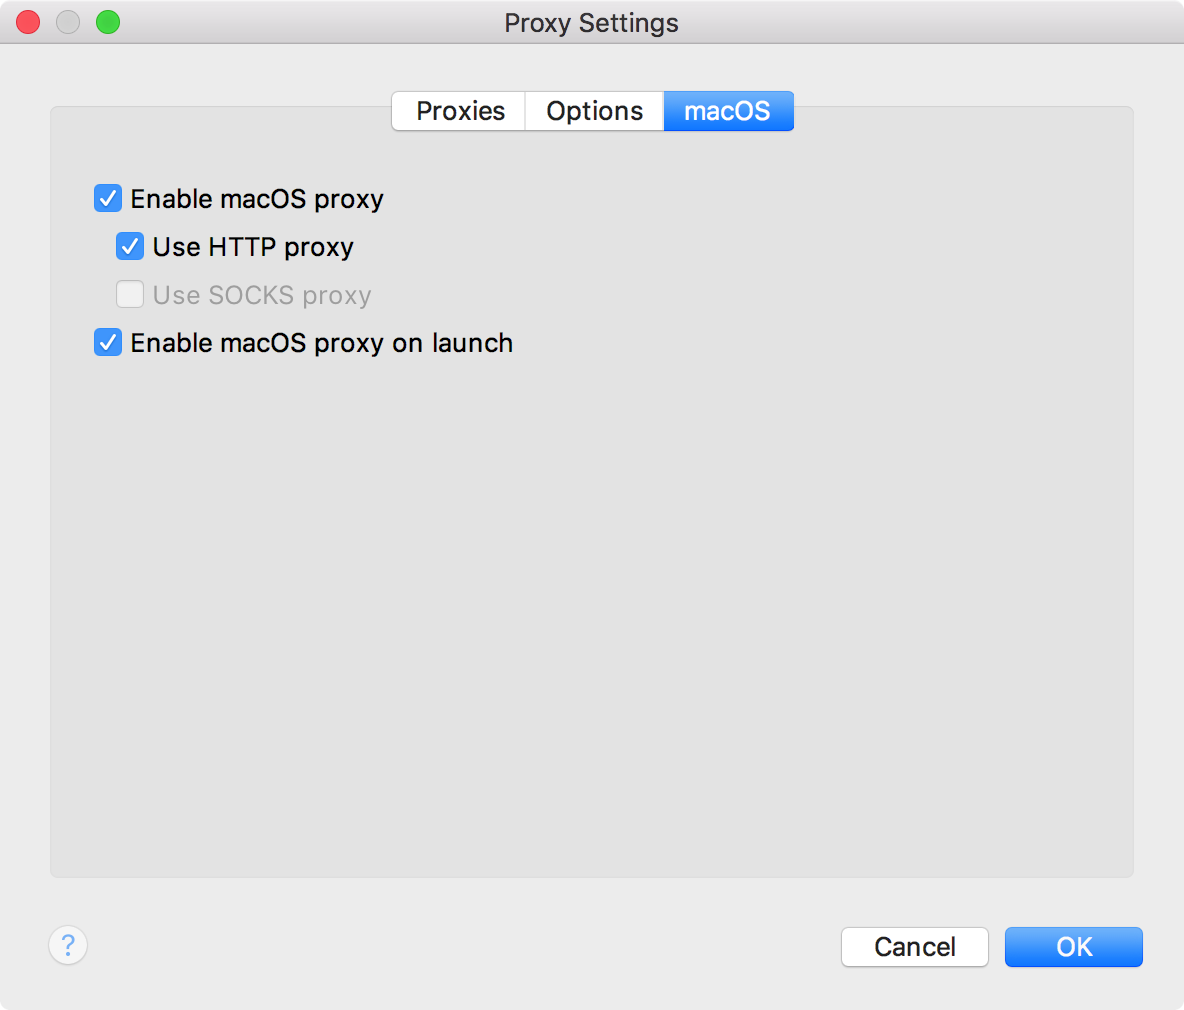 Proxy Settings
Proxies Options macOS
Enable macOS proxy
Use HTTP proxy
Use SOCKS proxy
Enable macOS proxy on launch
? Cancel OK